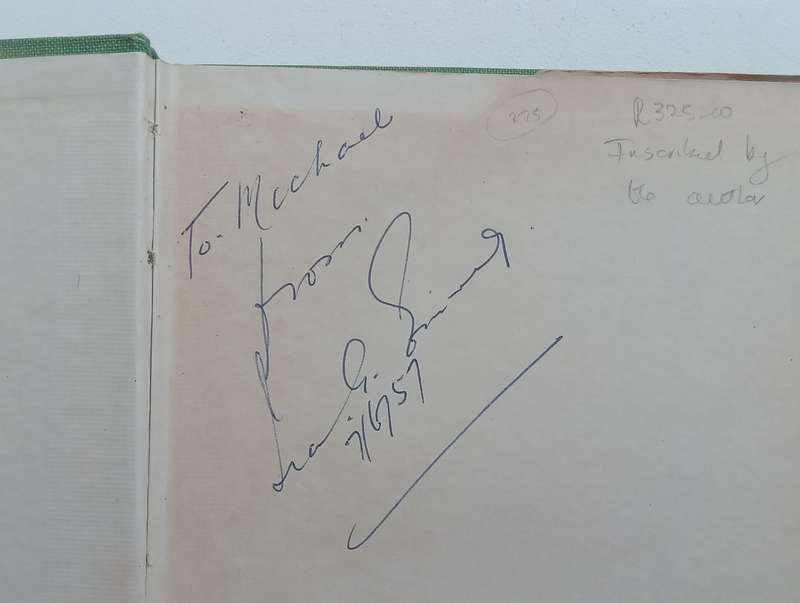 To. Michael
from.
G.
7/6/57
275
R325-00
Inscribed by
the author